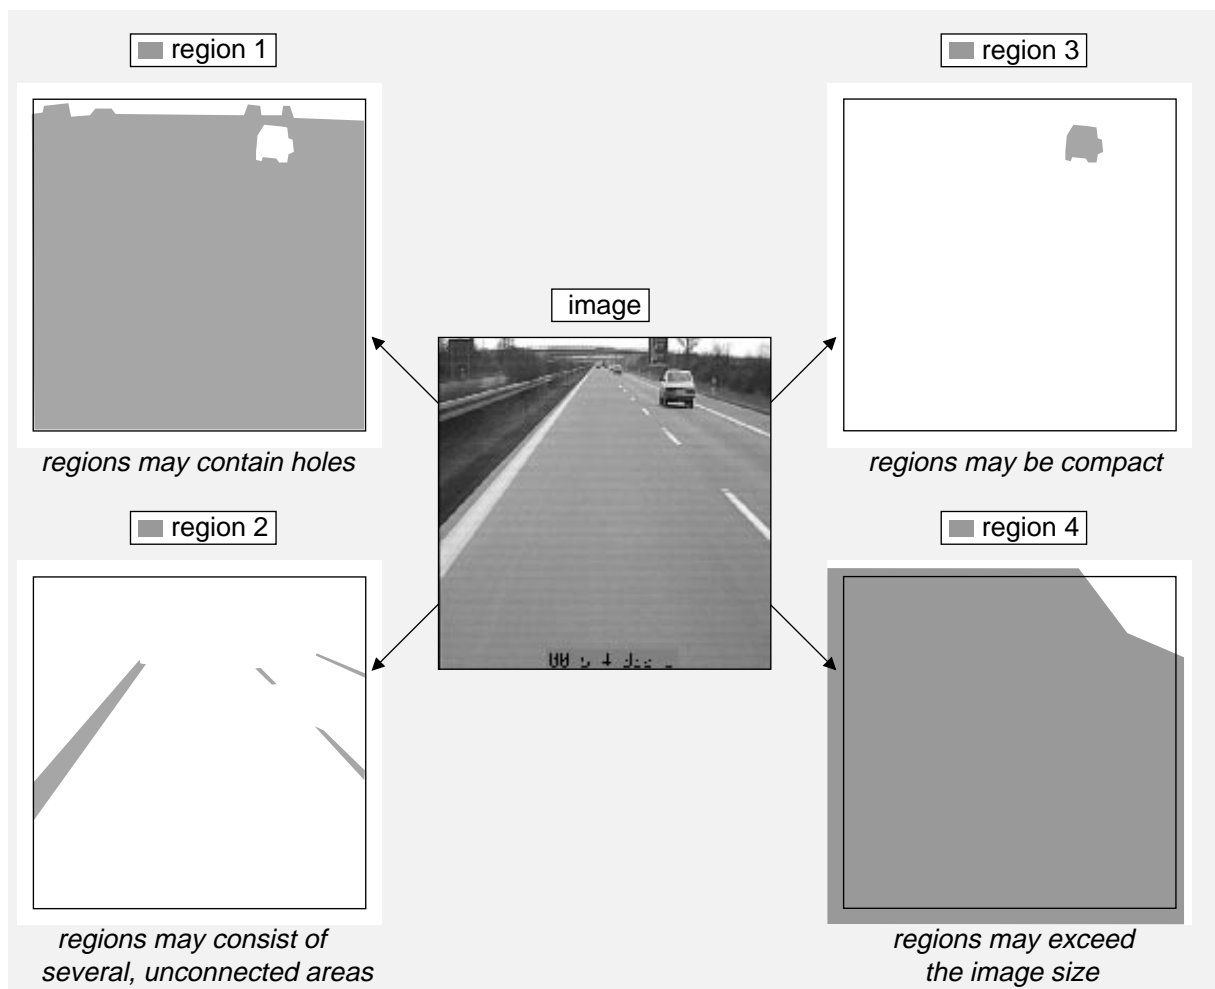 region 1
region 3
image
regions may contain holes
regions may be compact
region 2
region 4
regions may consist of
several, unconnected areas
regions may exceed
the image size